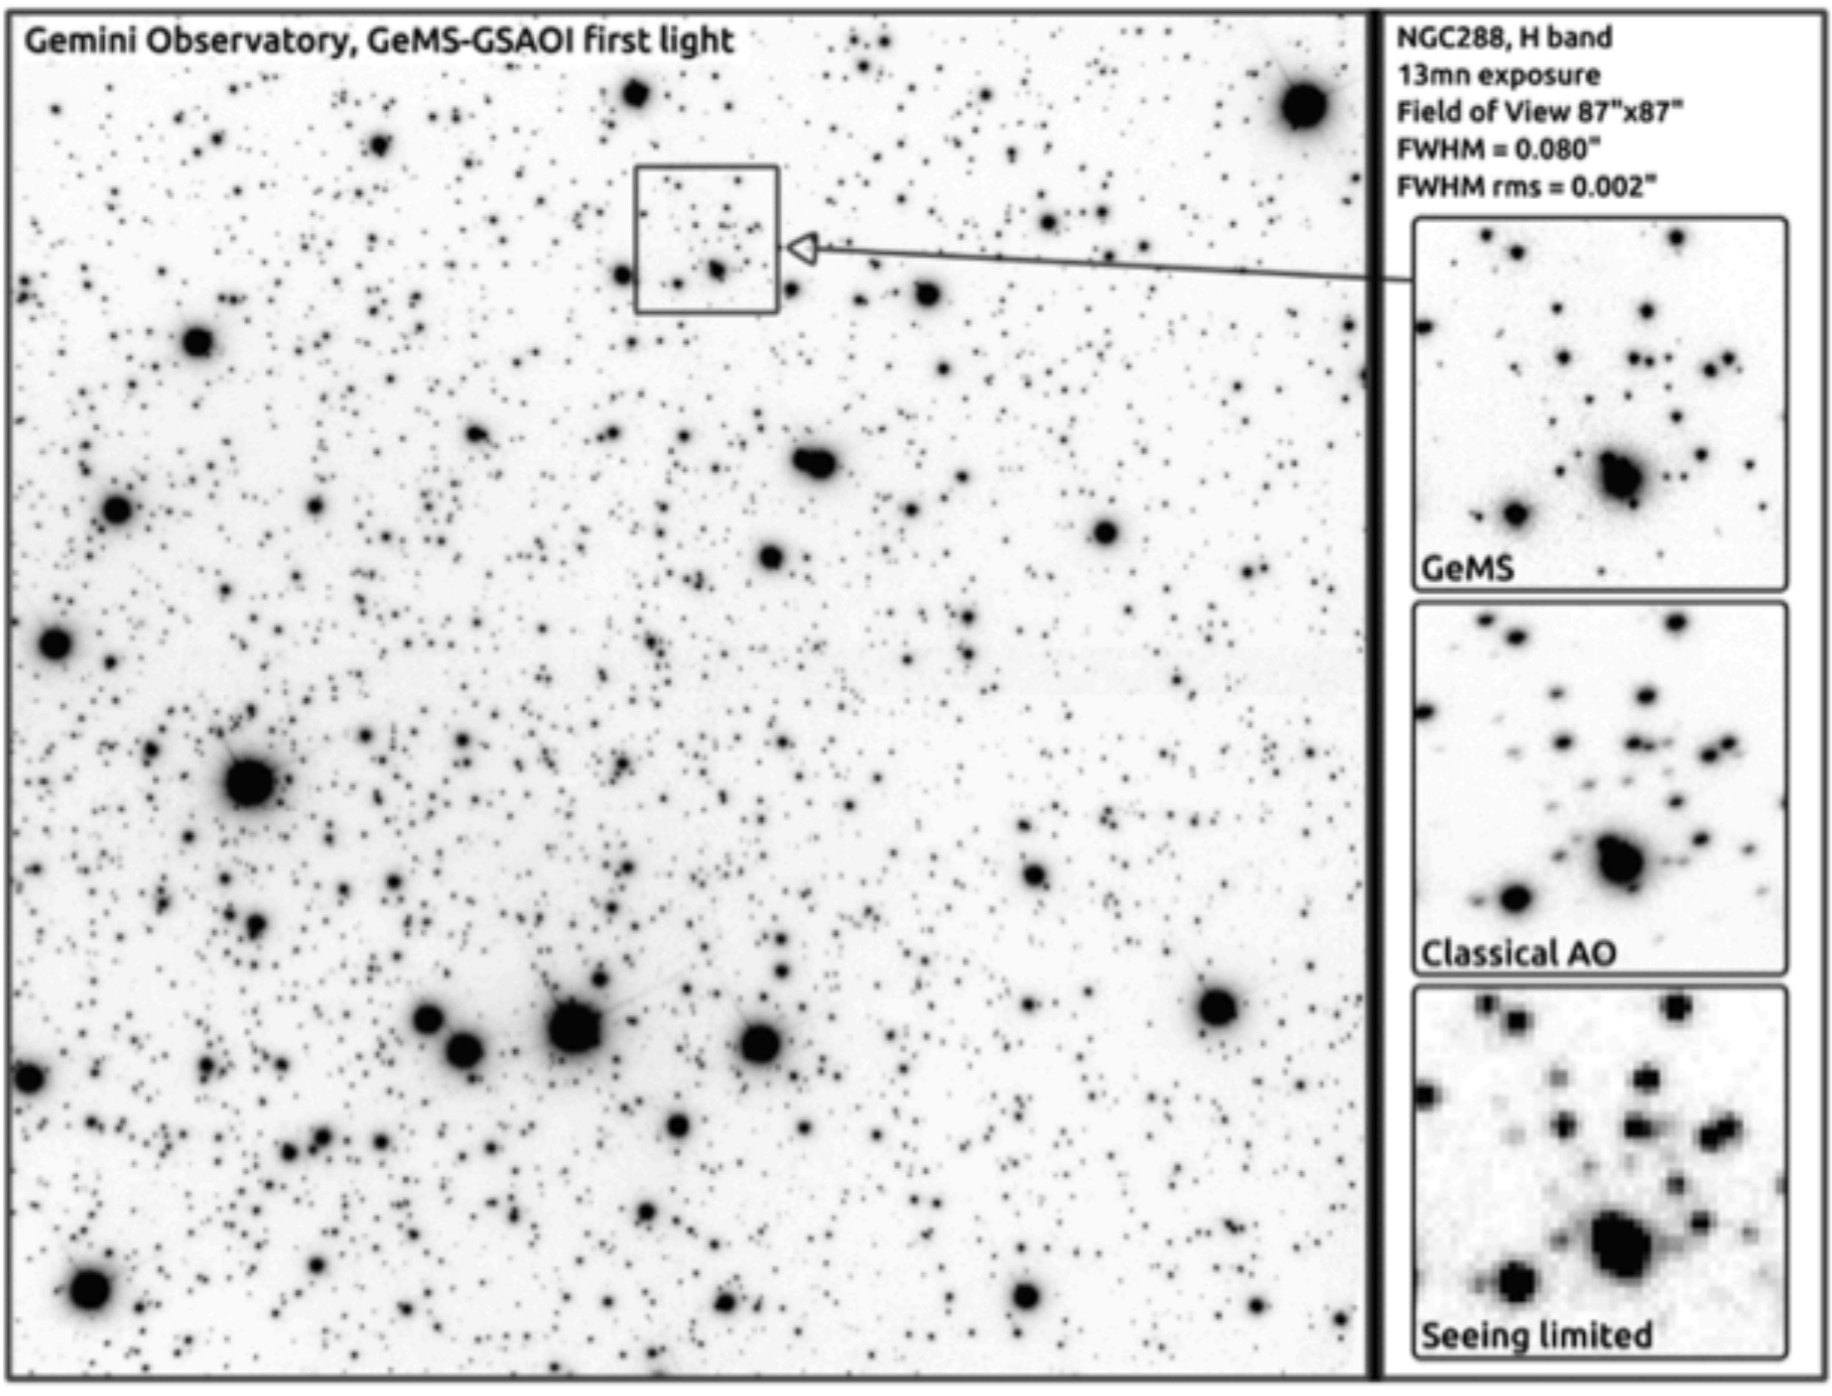 Gemini Observatory, GeMS-GSAOI first light
NGC288, H band
13mn exposure
Field of View 87"x87"
FWHM = 0.080"
FWHM rms = 0.002"
GeMS
Classical AO
Seeing limited